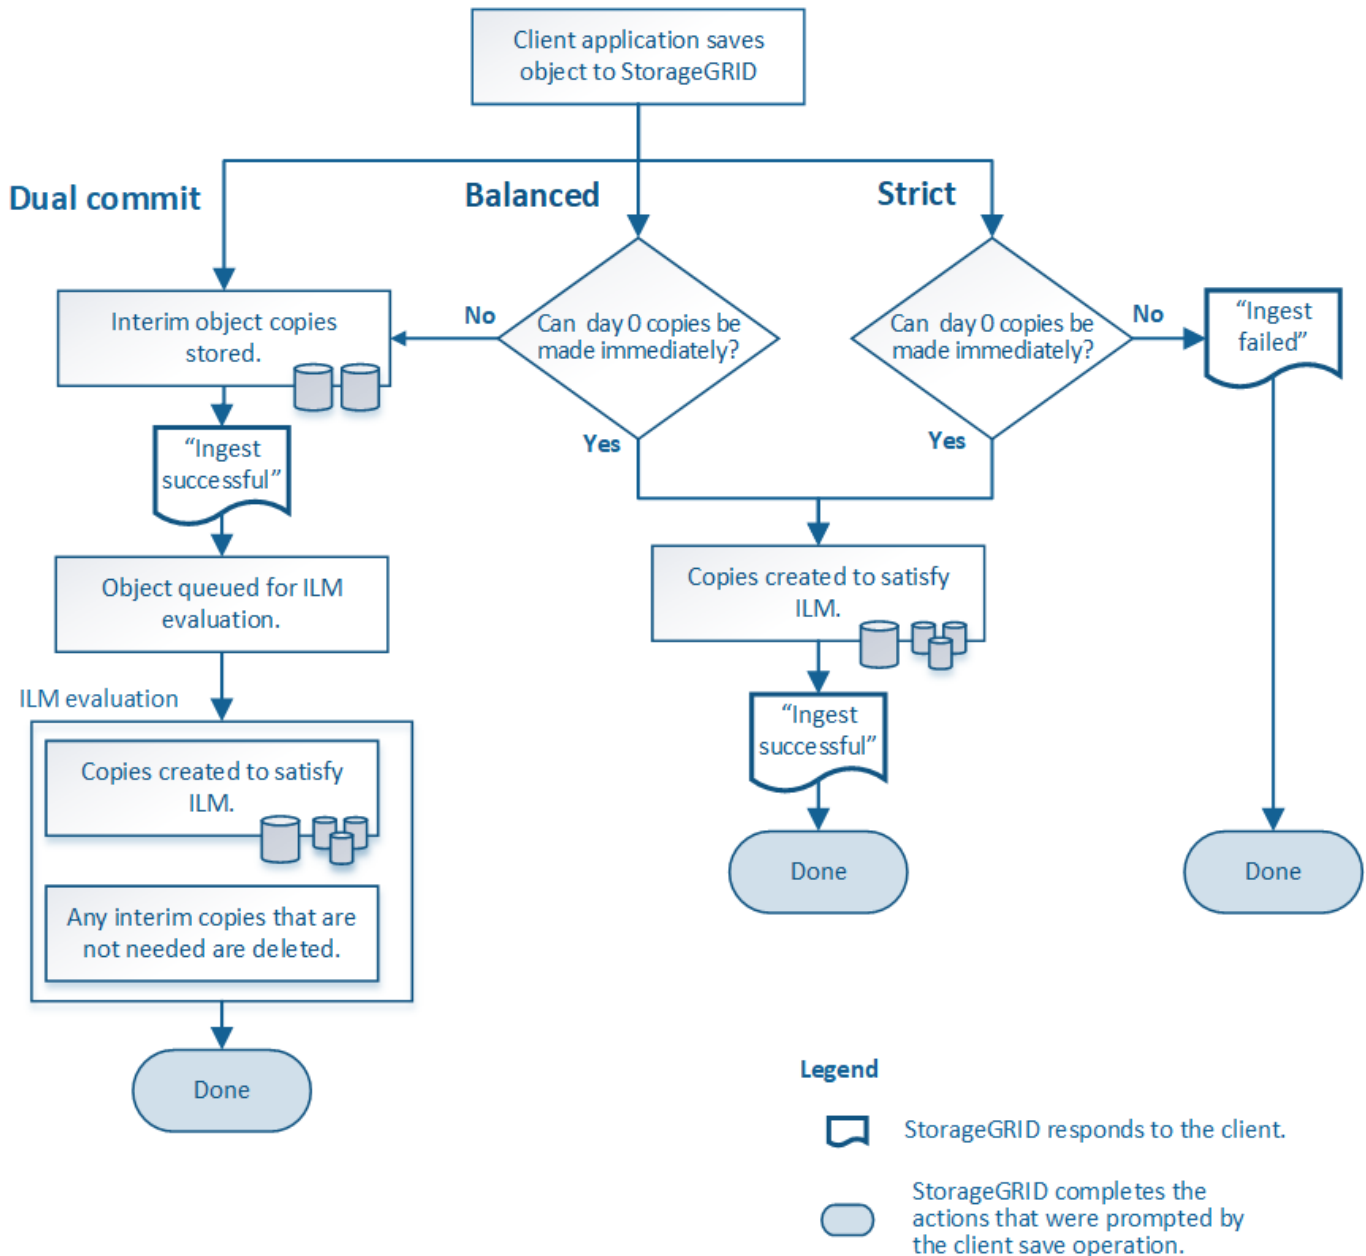 Client application saves
object to StorageGRID
Dual commit
Balanced
Strict
Interim object copies
stored.
No
Can day 0 copies be
made immediately?
Can day 0 copies be
made immediately?
No
“Ingest
failed”
Yes
Yes
“Ingest
successful”
Object queued for ILM
evaluation.
Copies created to satisfy
ILM.
ILM evaluation
“Ingest
successful”
Copies created to satisfy
ILM.
Any interim copies that are
not needed are deleted.
Done
Done
Done
Legend
StorageGRID responds to the client.
StorageGRID completes the
actions that were prompted by
the client save operation.